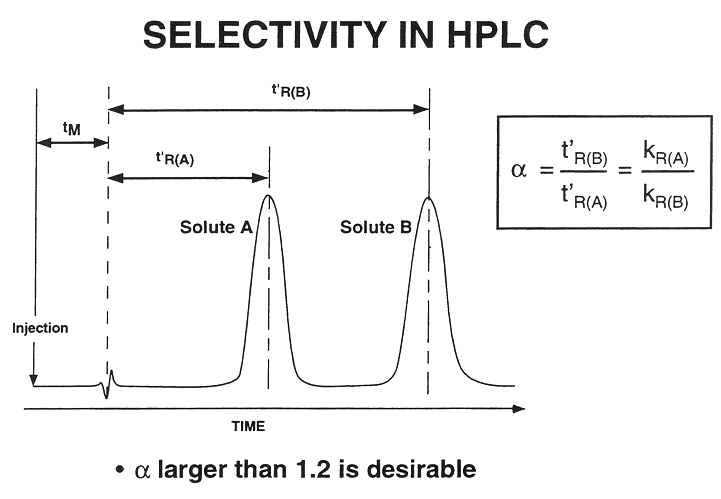 SELECTIVITY IN HPLC
t'R(B)
tM
t'R(A)
α = t'R(B) / t'R(A) = kR(A) / kR(B)
Solute A
Solute B
Injection
TIME
• α larger than 1.2 is desirable